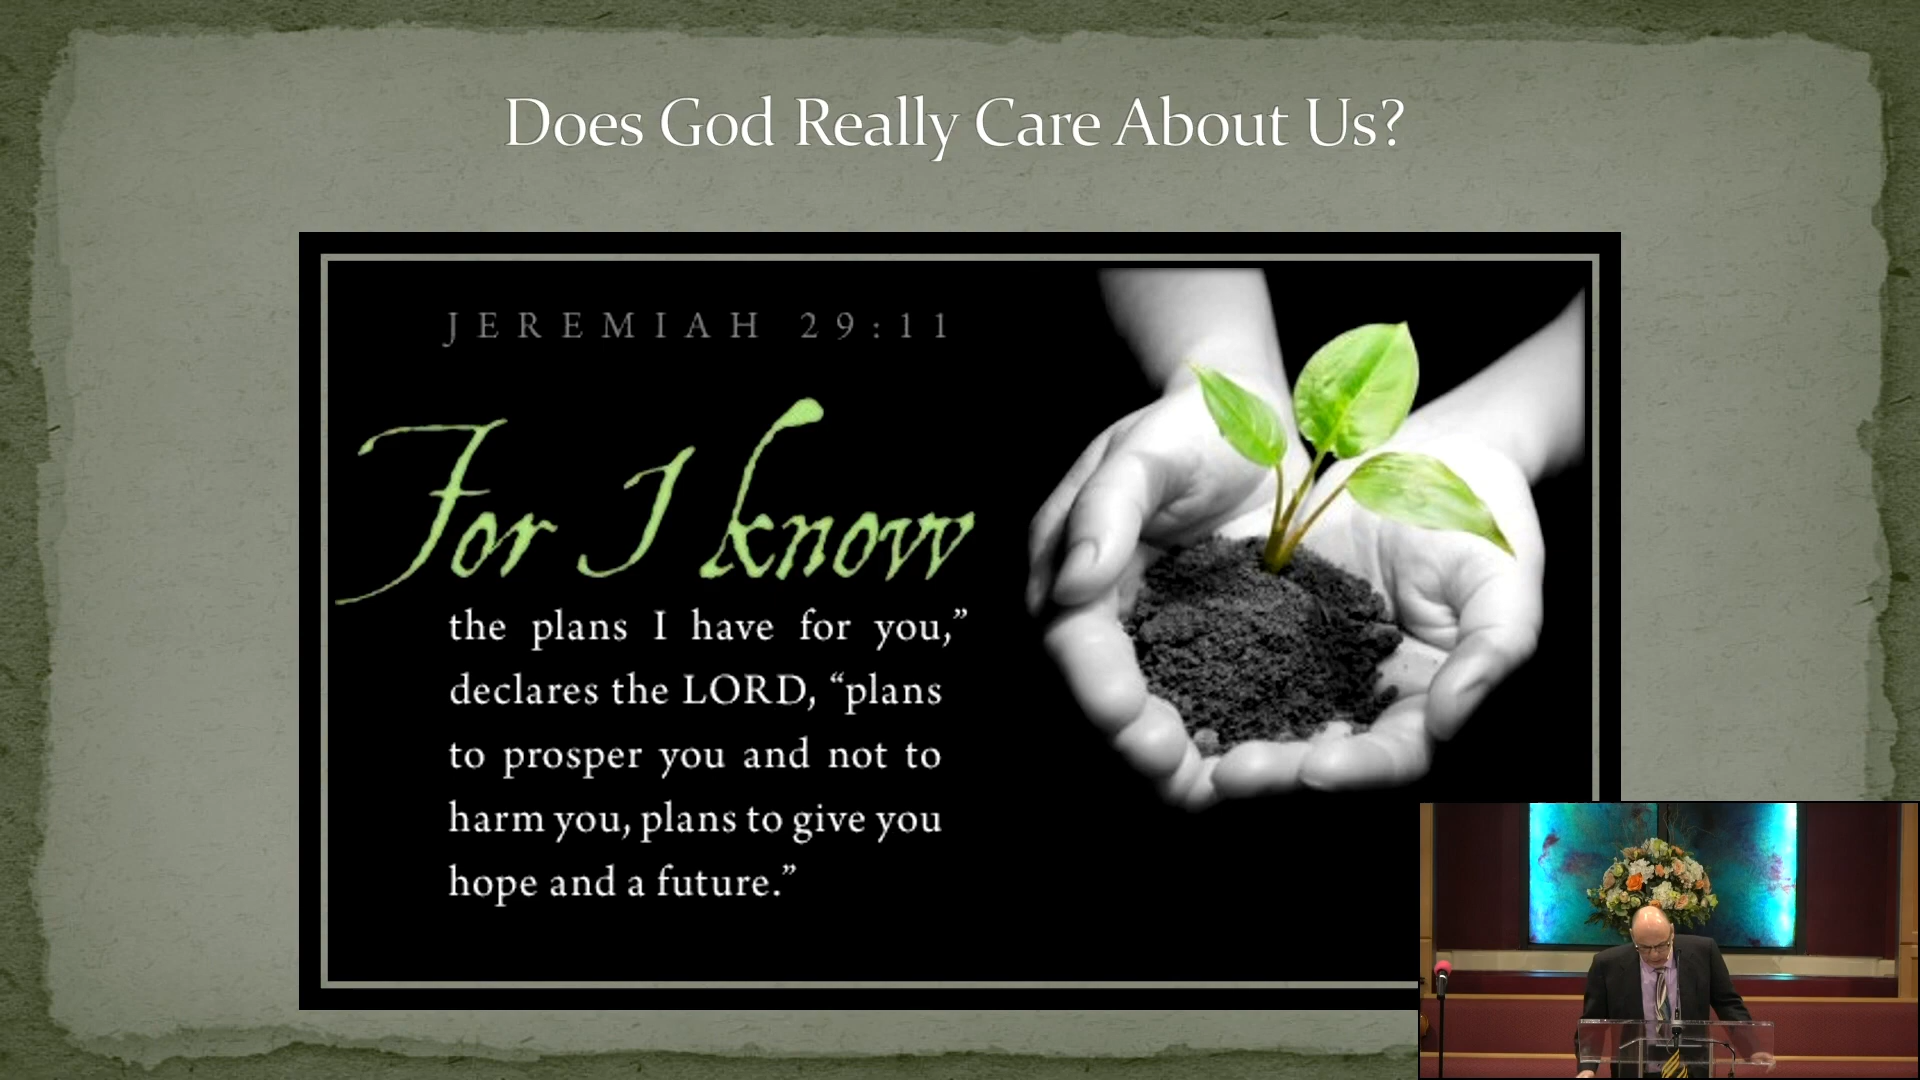 Does God Really Care About Us?
JEREMIAH 29:11
For I know
the plans I have for you,”
declares the LORD, “plans
to prosper you and not to
harm you, plans to give you
hope and a future.”